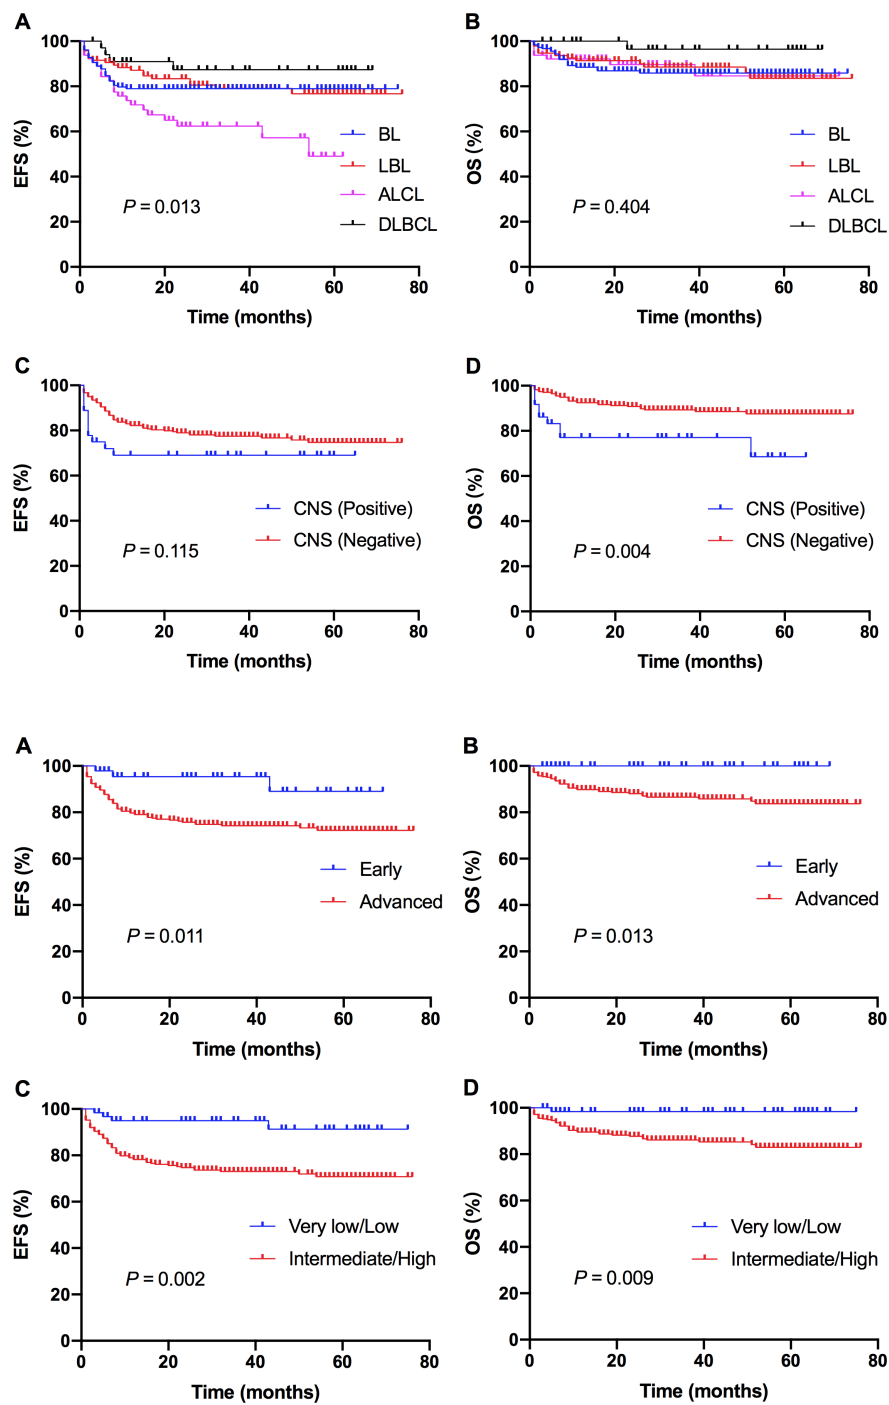 A
100
80
60
40
20
0
EFS (%)
BL
LBL
ALCL
DLBCL
P = 0.013
0 20 40 60 80
Time (months)
B
100
80
60
40
20
0
OS (%)
BL
LBL
ALCL
DLBCL
P = 0.404
0 20 40 60 80
Time (months)
C
100
80
60
40
20
0
EFS (%)
CNS (Positive)
CNS (Negative)
P = 0.115
0 20 40 60 80
Time (months)
D
100
80
60
40
20
0
OS (%)
CNS (Positive)
CNS (Negative)
P = 0.004
0 20 40 60 80
Time (months)
A
100
80
60
40
20
0
EFS (%)
Early
Advanced
P = 0.011
0 20 40 60 80
Time (months)
B
100
80
60
40
20
0
OS (%)
Early
Advanced
P = 0.013
0 20 40 60 80
Time (months)
C
100
80
60
40
20
0
EFS (%)
Very low/Low
Intermediate/High
P = 0.002
0 20 40 60 80
Time (months)
D
100
80
60
40
20
0
OS (%)
Very low/Low
Intermediate/High
P = 0.009
0 20 40 60 80
Time (months)